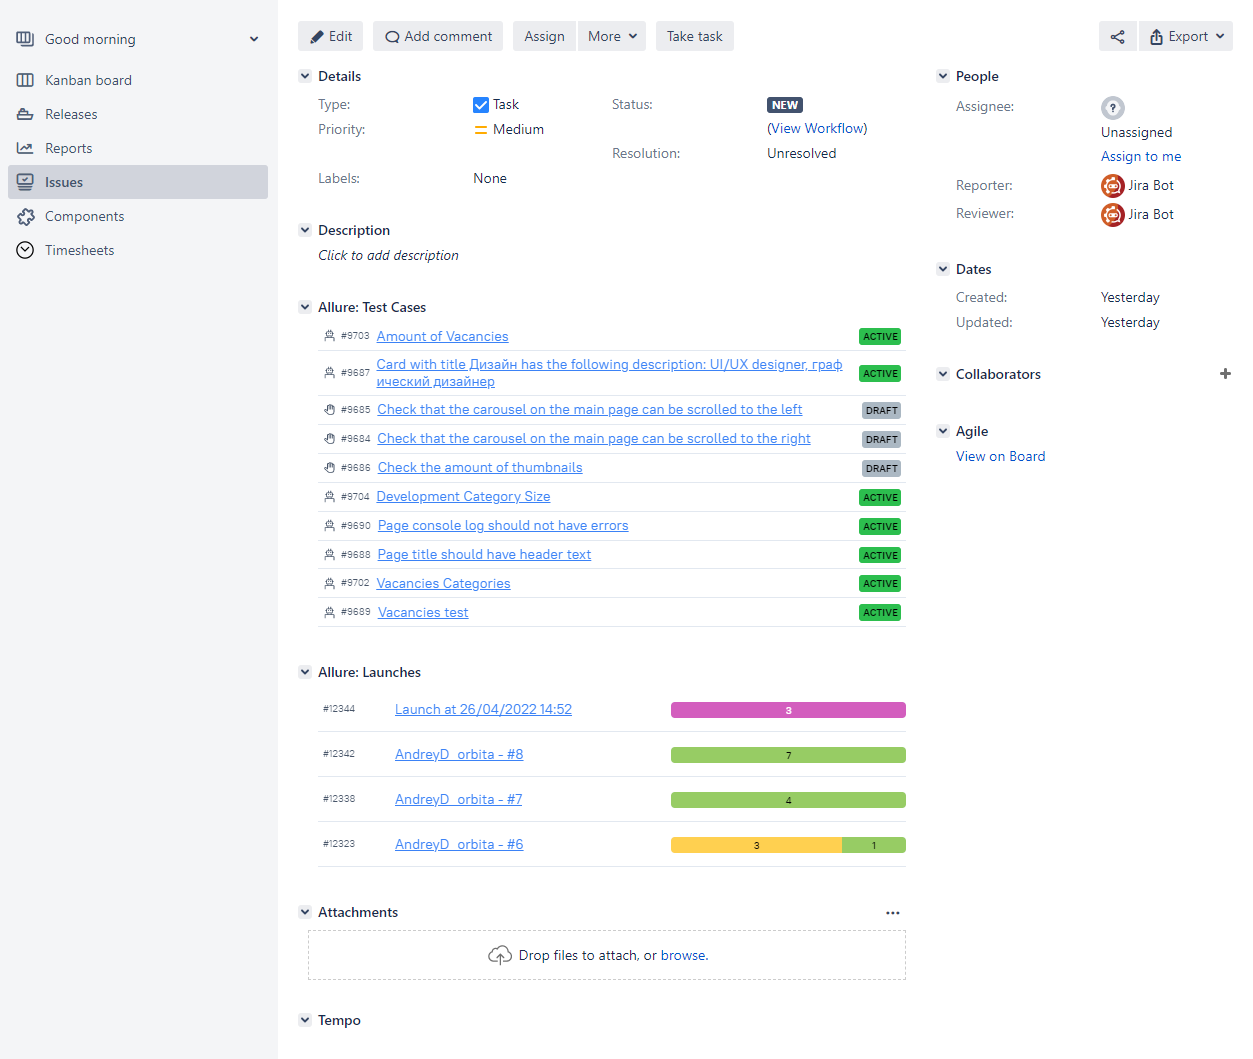 Good morning
Kanban board
Releases
Reports
Issues
Components
Timesheets
Edit
Add comment
Assign
More
Take task
Export
Details
Type:
Task
Status:
NEW
Priority:
Medium
(View Workflow)
Resolution:
Unresolved
Labels:
None
Description
Click to add description
Allure: Test Cases
#9703 Amount of Vacancies ACTIVE
#9687 Card with title Дизайн has the following description: UI/UX designer, граф
ический дизайнер ACTIVE
#9685 Check that the carousel on the main page can be scrolled to the left DRAFT
#9684 Check that the carousel on the main page can be scrolled to the right DRAFT
#9686 Check the amount of thumbnails DRAFT
#9704 Development Category Size ACTIVE
#9690 Page console log should not have errors ACTIVE
#9688 Page title should have header text ACTIVE
#9702 Vacancies Categories ACTIVE
#9689 Vacancies test ACTIVE
Allure: Launches
#12344 Launch at 26/04/2022 14:52 3
#12342 AndreyD_orbita - #8 7
#12338 AndreyD_orbita - #7 4
#12323 AndreyD_orbita - #6 3 1
Attachments
Drop files to attach, or browse.
Tempo
People
Assignee:
?
Unassigned
Assign to me
Reporter:
Jira Bot
Reviewer:
Jira Bot
Dates
Created:
Yesterday
Updated:
Yesterday
Collaborators
Agile
View on Board